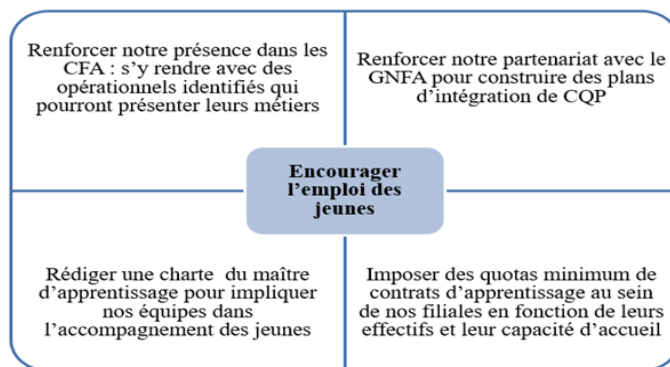 Renforcer notre présence dans les
CFA : s’y rendre avec des
opérationnels identifiés qui
pourront présenter leurs métiers
Renforcer notre partenariat avec le
GNFA pour construire des plans
d’intégration de CQP
Encourager
l’emploi des
jeunes
Rédiger une charte du maître
d’apprentissage pour impliquer
nos équipes dans
l’accompagnement des jeunes
Imposer des quotas minimum de
contrats d’apprentissage au sein
de nos filiales en fonction de leurs
effectifs et leur capacité d’accueil